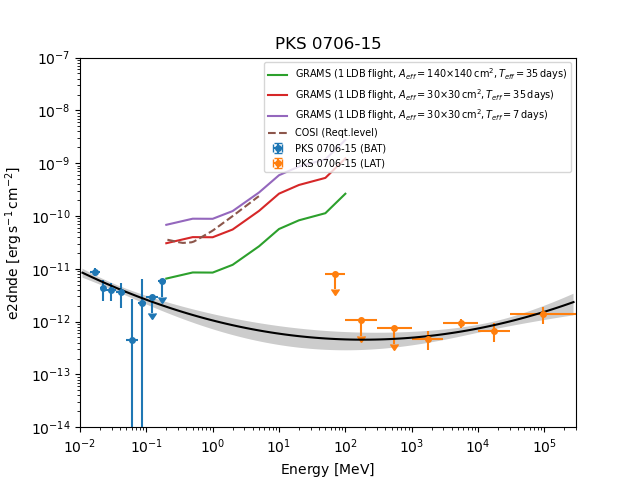 PKS 0706-15
10⁻⁷
10⁻⁸
10⁻⁹
10⁻¹⁰
10⁻¹¹
10⁻¹²
10⁻¹³
10⁻¹⁴
e2dnde [erg s⁻¹ cm⁻²]
GRAMS (1 LDB flight, A_eff = 140×140 cm², T_eff = 35 days)
GRAMS (1 LDB flight, A_eff = 30×30 cm², T_eff = 35 days)
GRAMS (1 LDB flight, A_eff = 30×30 cm², T_eff = 7 days)
COSI (Reqt.level)
PKS 0706-15 (BAT)
PKS 0706-15 (LAT)
10⁻² 10⁻¹ 10⁰ 10¹ 10² 10³ 10⁴ 10⁵
Energy [MeV]